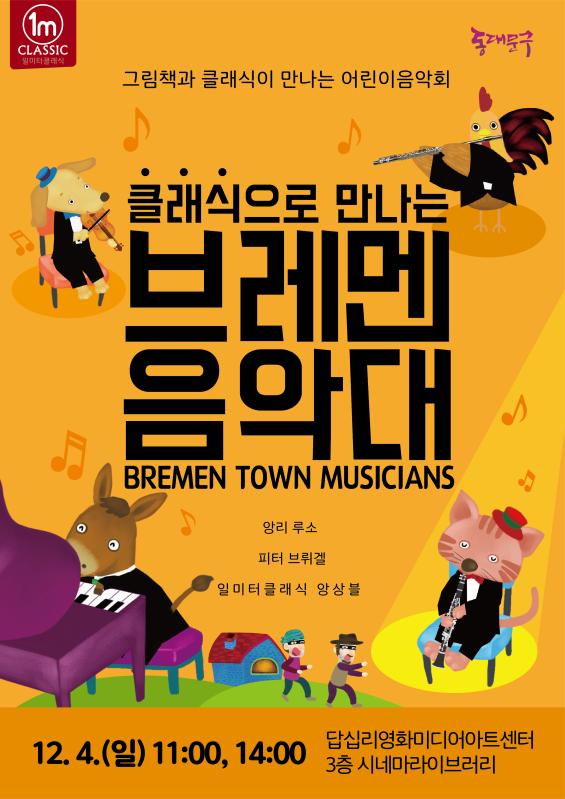 1m
CLASSIC
일미터클래식
동대문구
그림책과 클래식이 만나는 어린이음악회
클래식으로 만나는
브레멘
음악대
BREMEN TOWN MUSICIANS
앙리 루소
피터 브뤼겔
일미터클래식 앙상블
12. 4.(일) 11:00, 14:00
답십리영화미디어아트센터
3층 시네마라이브러리